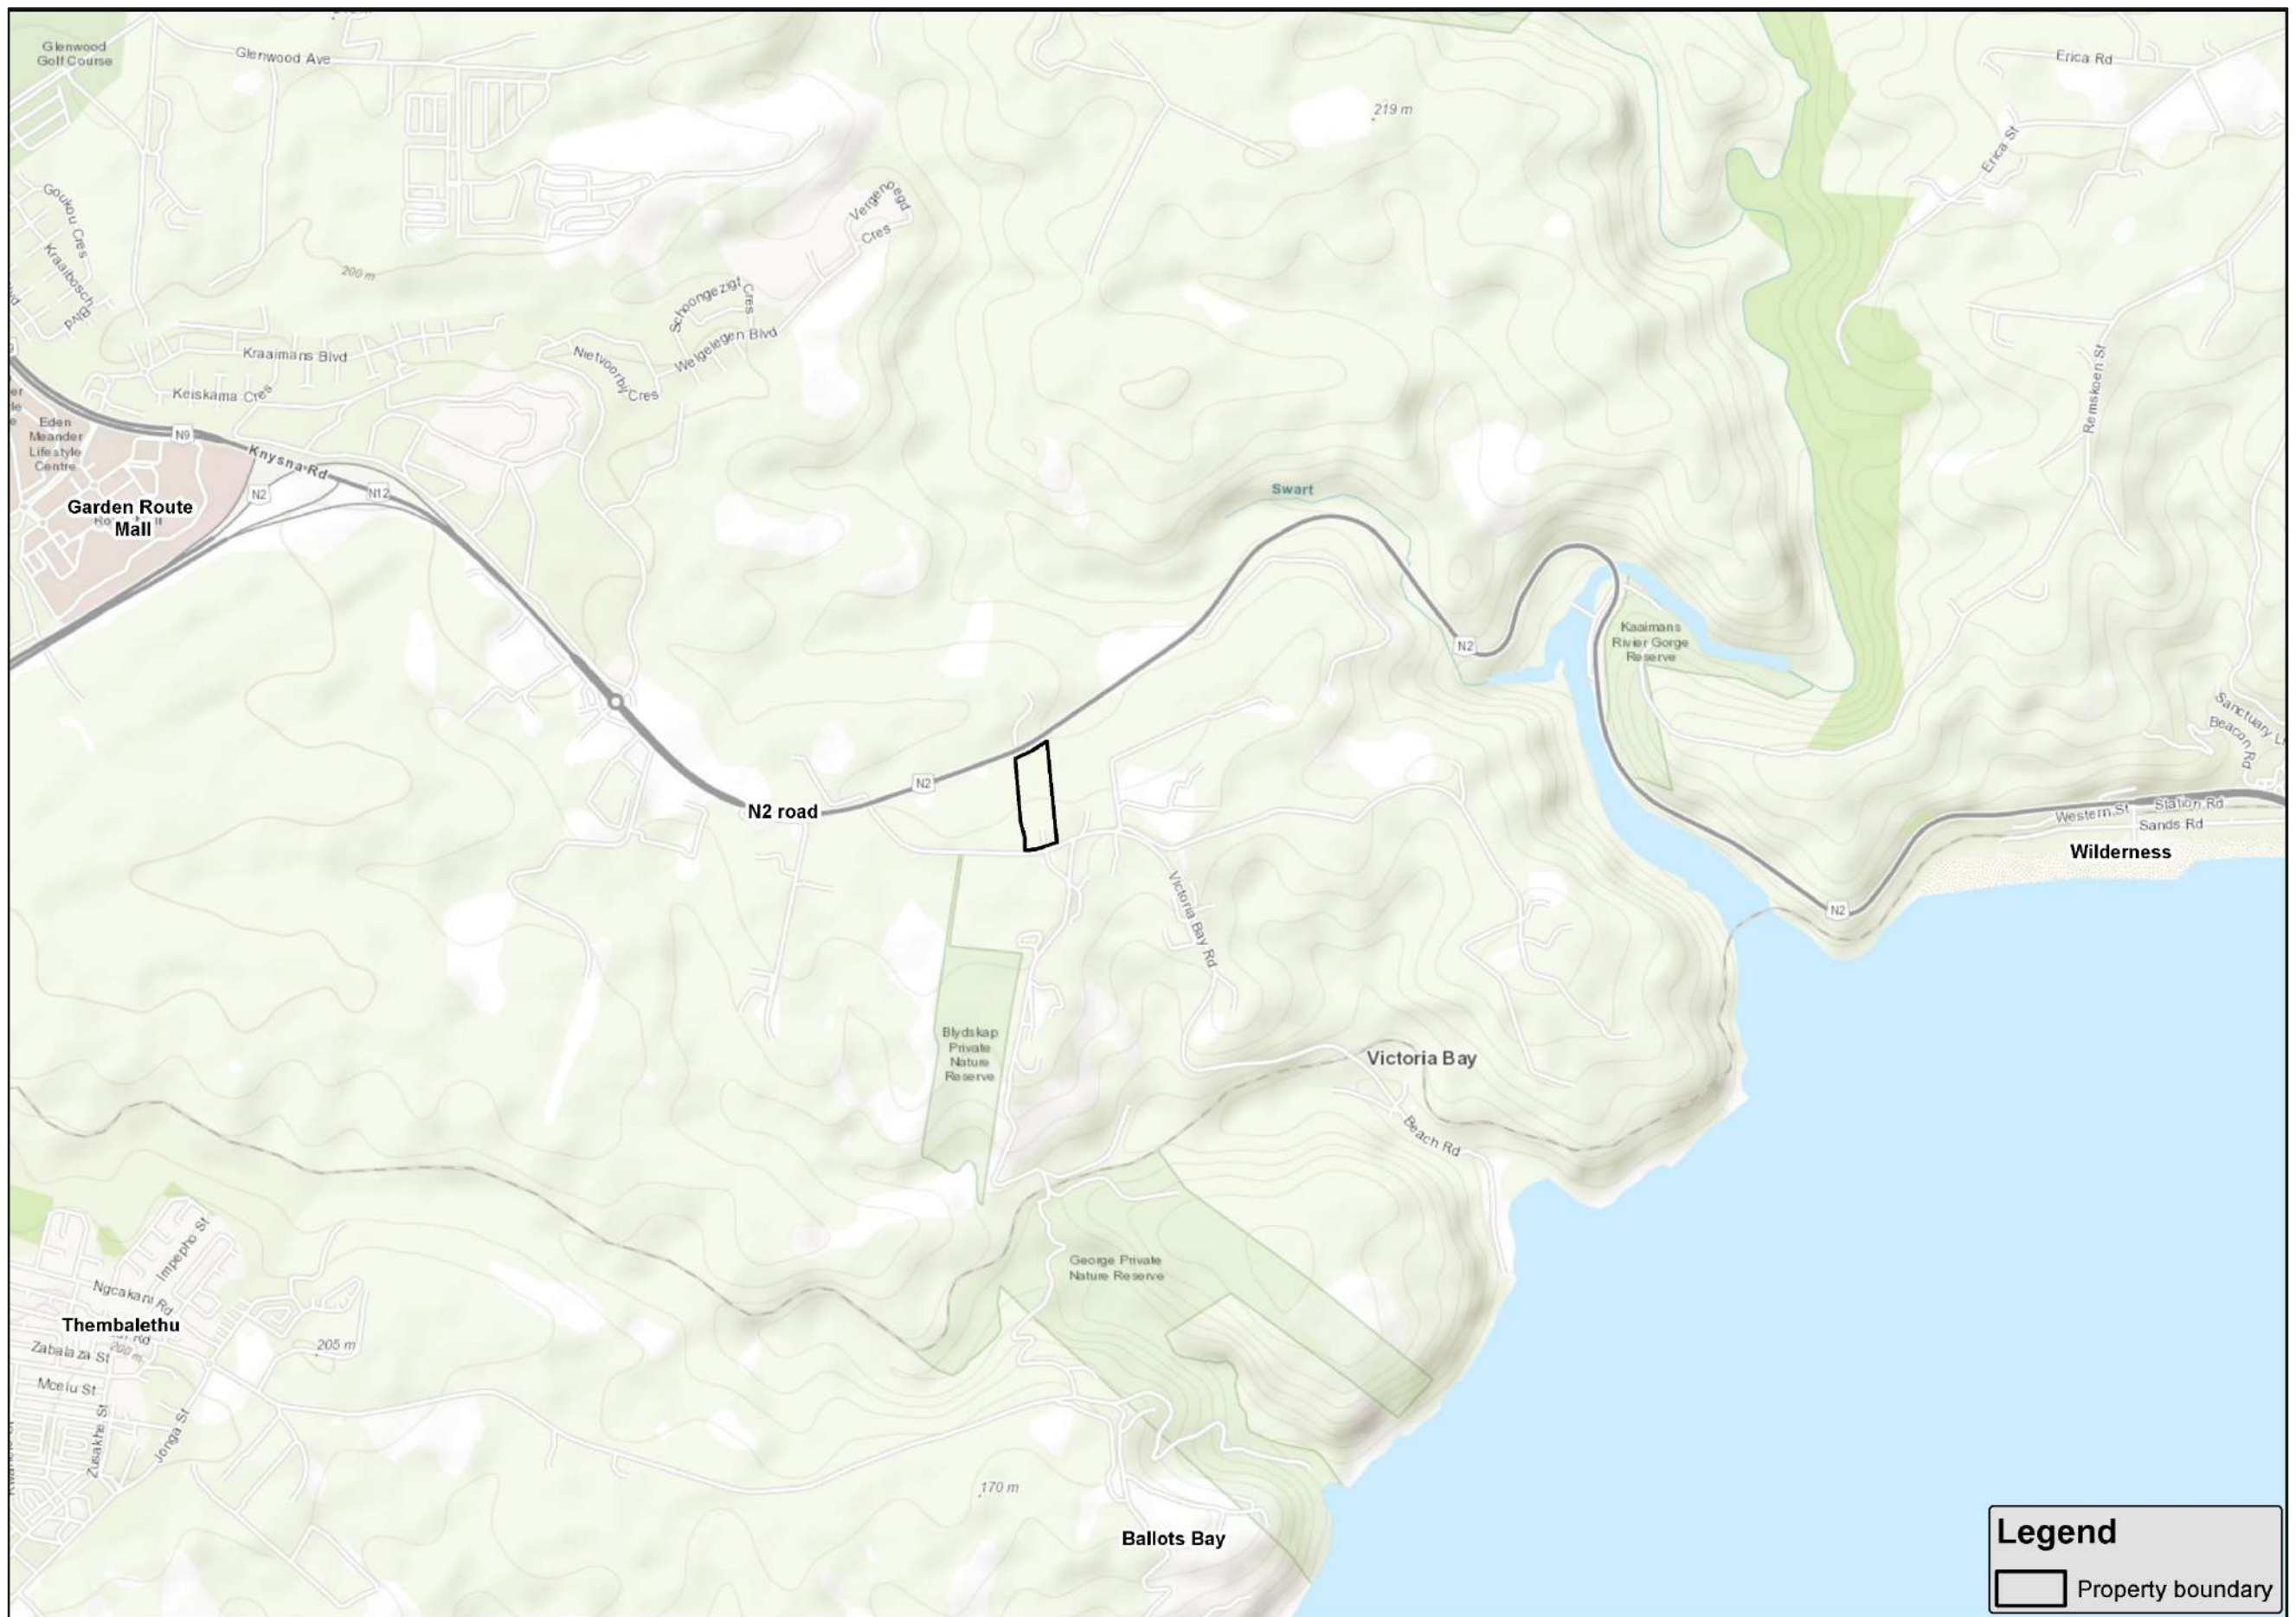 Glenwood
Golf Course
Glenwood Ave
219 m
Erica Rd
Erica St
Goukou Cres
Kraaibosch
Blvd
200 m
Vergenoegd
Cres
Schoongezigt
Cres
Welgelegen Blvd
Nietvoorby
Cres
Kraaimans Blvd
Keiskama Cres
Remskoen St
Eden
Meander
Lifestyle
Centre
N9
Knysna Rd
N2
N12
Garden Route
Mall
Swart
N2
Kaaimans
Rivier Gorge
Reserve
Sanctuary
Beacon Rd
N2
N2 road
Western St
Station Rd
Sands Rd
Wilderness
N2
Victoria Bay Rd
Blydskap
Private
Nature
Reserve
Victoria Bay
Beach Rd
George Private
Nature Reserve
Impepho St
Ngcakani Rd
Thembalethu
Rd
200 m
Zabalaza St
205 m
Mcelu St
Zusakhe St
Jonga St
170 m
Ballots Bay
Legend
Property boundary